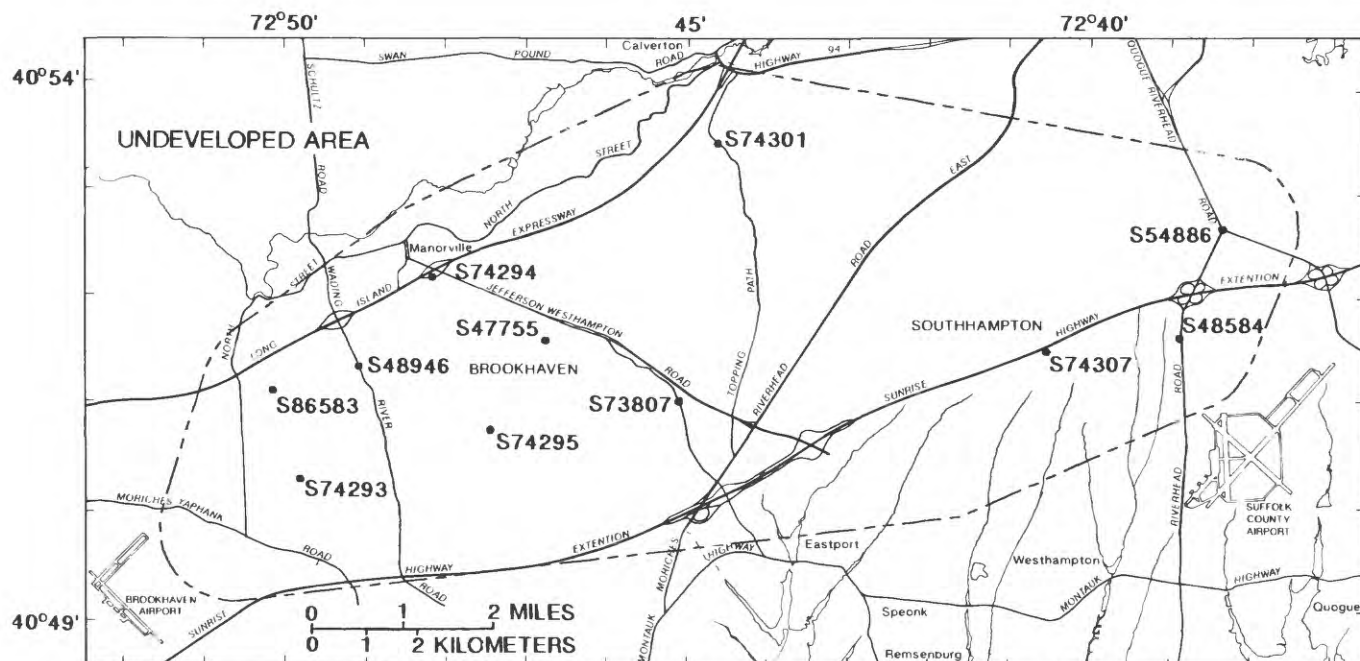 72°50'
45'
72°40'
40°54'
40°49'
Calverton
SWAN
POUND
ROAD
HIGHWAY
94
SCHULTZ
ROAD
UNDEVELOPED AREA
S74301
QUOGUE RIVERHEAD
ROAD
STREET
NORTH
EXPRESSWAY
EAST
ROAD
S54886
Manorville
STREET
NORTH
WADING
ISLAND
LONG
S74294
JEFFERSON WESTHAMPTON
ROAD
PATH
TOPPING
EXTENTION
SOUTHHAMPTON
HIGHWAY
S48584
S47755
S48946
BROOKHAVEN
S74307
SUNRISE
RIVERHEAD
S86583
RIVER
S73807
ROAD
S74295
S74293
MORICHES TAPHANK
ROAD
RIVERHEAD
SUFFOLK
COUNTY
AIRPORT
EXTENTION
HIGHWAY
SUNRISE
ROAD
MORICHES
HIGHWAY
MONTAUK
Eastport
Westhampton
MONTAUK
HIGHWAY
BROOKHAVEN
AIRPORT
Speonk
Quogue
Remsenburg
0 1 2 MILES
0 1 2 KILOMETERS